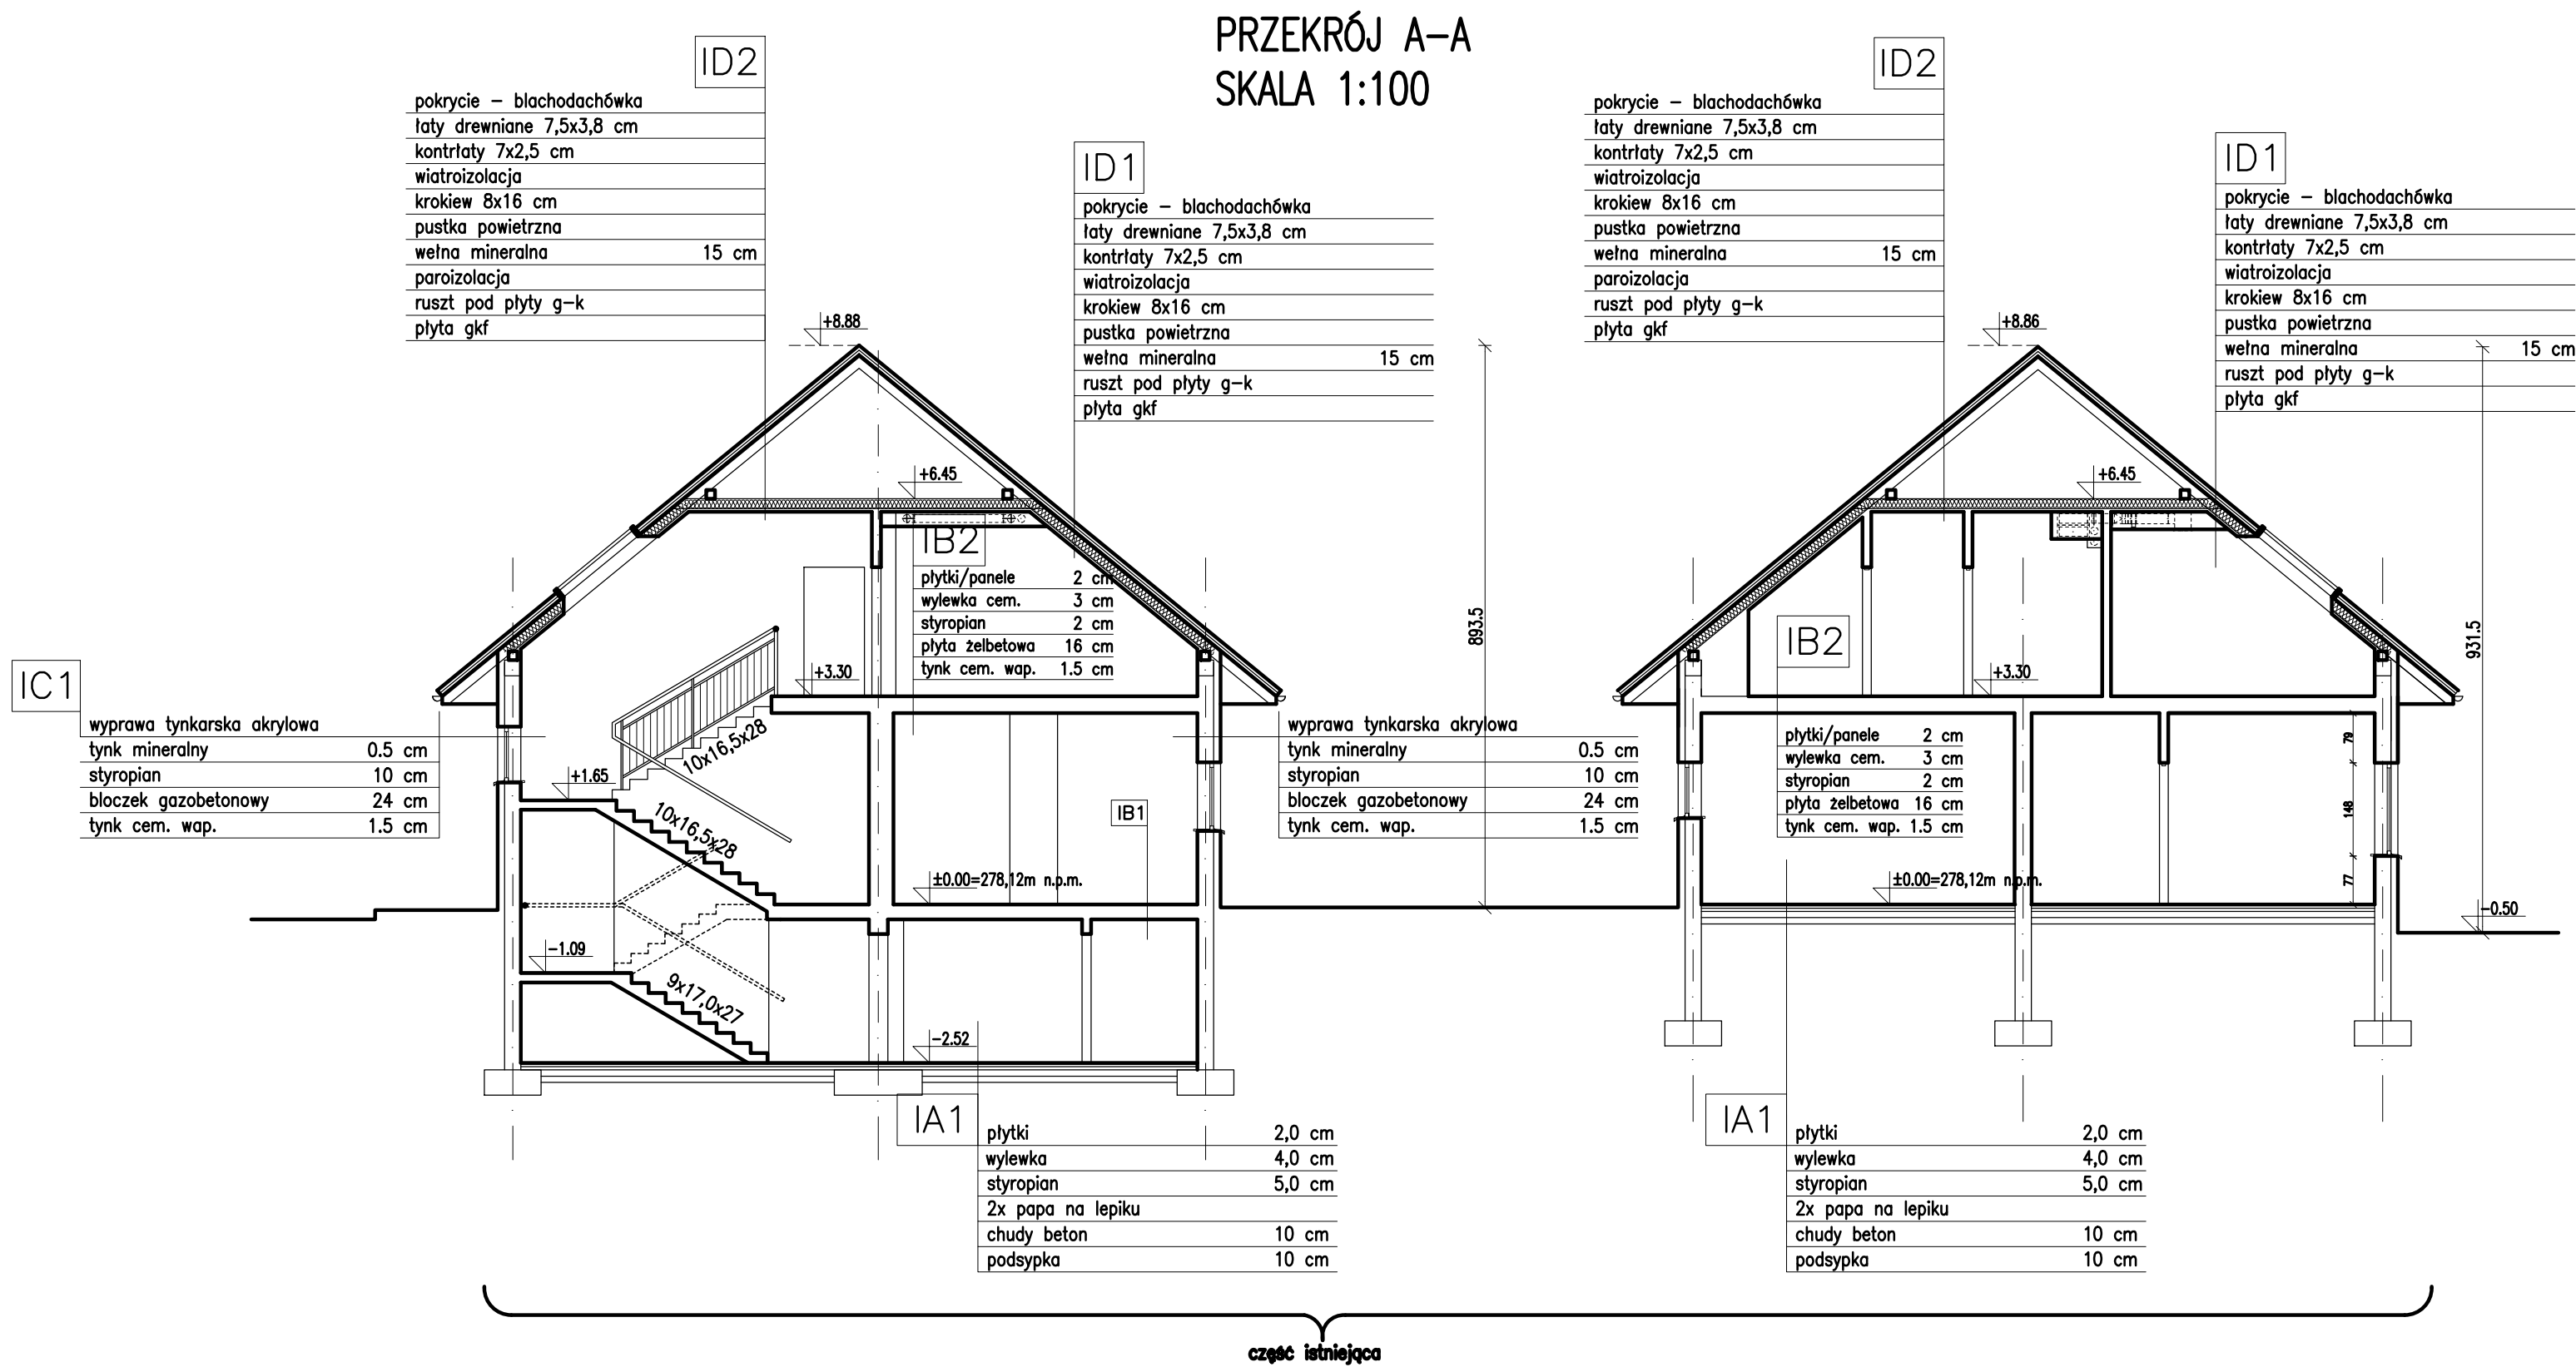 PRZEKRÓJ A-A
SKALA 1:100
ID2
pokrycie - blachodachówka
łaty drewniane 7,5x3,8 cm
kontrłaty 7x2,5 cm
wiatroizolacja
krokiew 8x16 cm
pustka powietrzna
wełna mineralna 15 cm
paroizolacja
ruszt pod płyty g-k
płyta gkf
ID1
pokrycie - blachodachówka
łaty drewniane 7,5x3,8 cm
kontrłaty 7x2,5 cm
wiatroizolacja
krokiew 8x16 cm
pustka powietrzna
wełna mineralna 15 cm
ruszt pod płyty g-k
płyta gkf
ID2
pokrycie - blachodachówka
łaty drewniane 7,5x3,8 cm
kontrłaty 7x2,5 cm
wiatroizolacja
krokiew 8x16 cm
pustka powietrzna
wełna mineralna 15 cm
paroizolacja
ruszt pod płyty g-k
płyta gkf
ID1
pokrycie - blachodachówka
łaty drewniane 7,5x3,8 cm
kontrłaty 7x2,5 cm
wiatroizolacja
krokiew 8x16 cm
pustka powietrzna
wełna mineralna 15 cm
ruszt pod płyty g-k
płyta gkf
+8.88
+6.45
IB2
płytki/panele 2 cm
wylewka cem. 3 cm
styropian 2 cm
płyta żelbetowa 16 cm
tynk cem. wap. 1.5 cm
+3.30
10x16,5x28
+1.65
10x16,5x28
IB1
±0.00=278,12m n.p.m.
-1.09
9x17,0x27
-2.52
IC1
wyprawa tynkarska akrylowa
tynk mineralny 0.5 cm
styropian 10 cm
bloczek gazobetonowy 24 cm
tynk cem. wap. 1.5 cm
wyprawa tynkarska akrylowa
tynk mineralny 0.5 cm
styropian 10 cm
bloczek gazobetonowy 24 cm
tynk cem. wap. 1.5 cm
893.5
+8.86
+6.45
IB2
+3.30
płytki/panele 2 cm
wylewka cem. 3 cm
styropian 2 cm
płyta żelbetowa 16 cm
tynk cem. wap. 1.5 cm
±0.00=278,12m n.p.m.
79
148
77
931.5
-0.50
IA1
płytki 2,0 cm
wylewka 4,0 cm
styropian 5,0 cm
2x papa na lepiku
chudy beton 10 cm
podsypka 10 cm
IA1
płytki 2,0 cm
wylewka 4,0 cm
styropian 5,0 cm
2x papa na lepiku
chudy beton 10 cm
podsypka 10 cm
część istniejąca